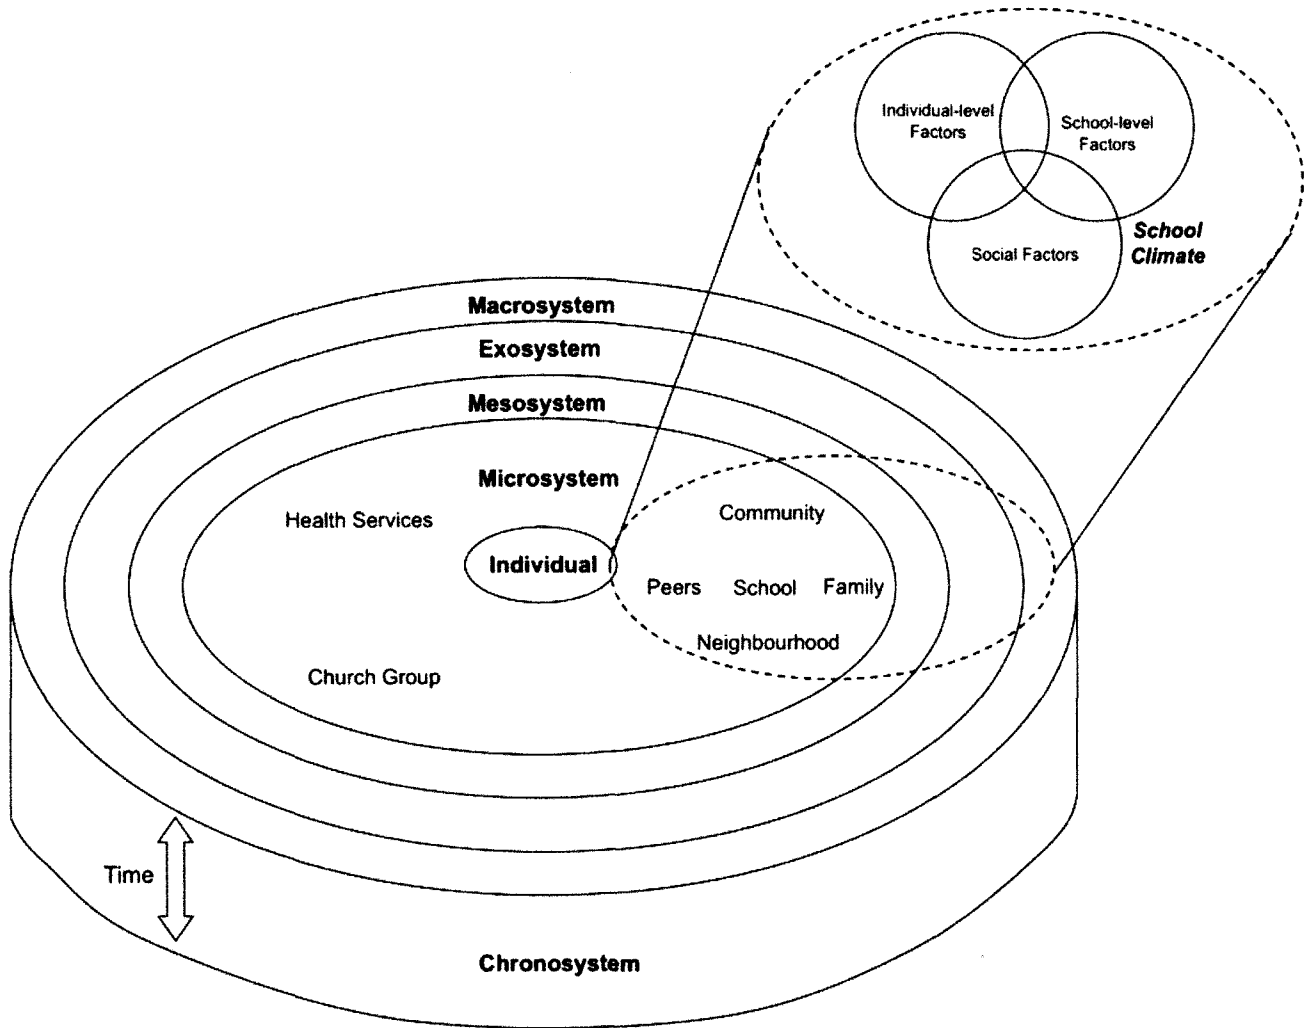 Individual-level
Factors
School-level
Factors
Social Factors
School
Climate
Macrosystem
Exosystem
Mesosystem
Microsystem
Health Services
Community
Individual
Peers School Family
Neighbourhood
Church Group
Time
Chronosystem